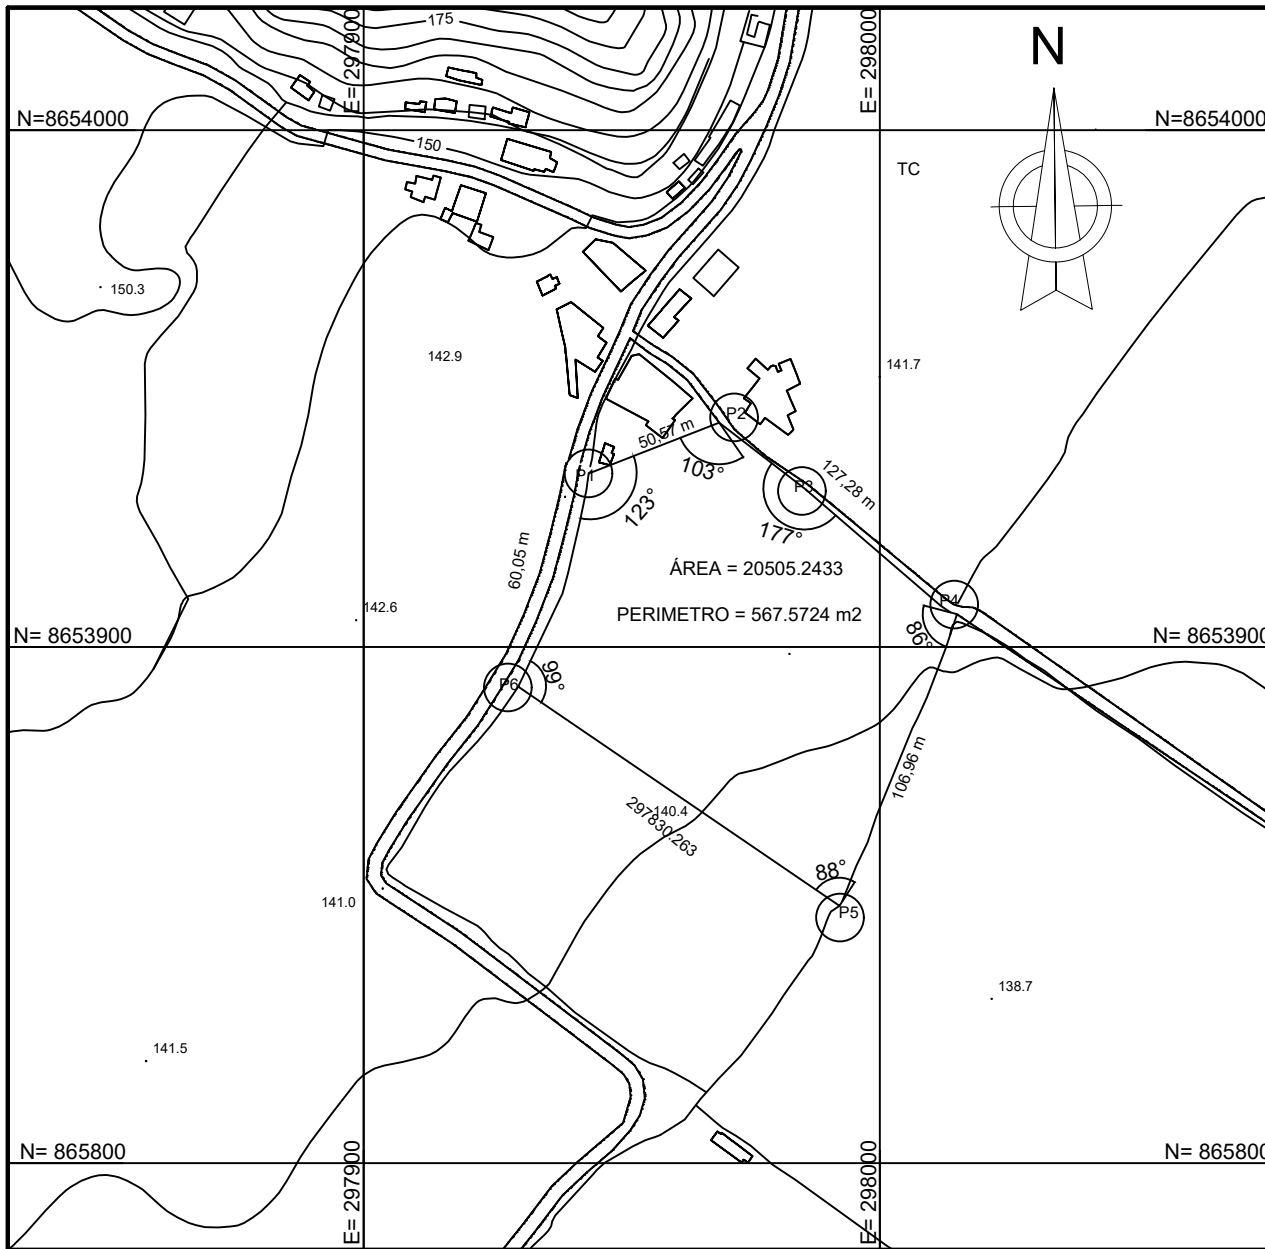 175
E= 297900
E= 298000
N
N=8654000
N=8654000
150
TC
150.3
142.9
141.7
P2
50,57 m
103°
P1
123°
P3
127,28 m
177°
60,05 m
ÁREA = 20505.2433
PERIMETRO = 567.5724 m2
142.6
P4
86°
N= 8653900
N= 8653900
P6
99°
106,96 m
140.4
297830.263
88°
P5
141.0
138.7
141.5
N= 865800
N= 865800
E= 297900
E= 298000